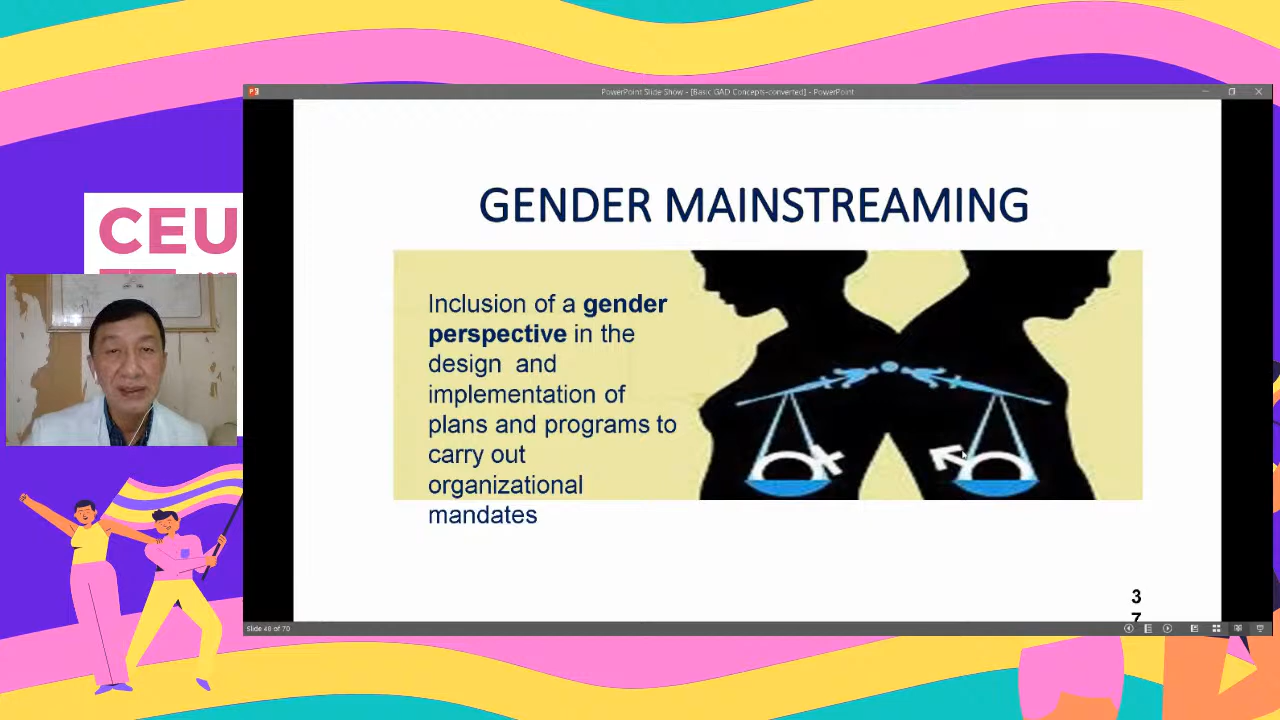 PowerPoint Slide Show - [Basic GAD Concepts-converted] - PowerPoint
CEU
GENDER MAINSTREAMING
Inclusion of a gender
perspective in the
design and
implementation of
plans and programs to
carry out
organizational
mandates
3
7
Slide 48 of 70